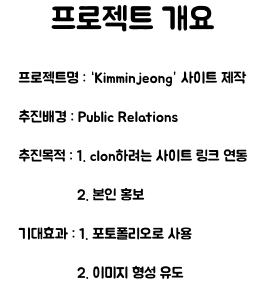 프로젝트 개요
프로젝트명 : ‘Kimminjeong’ 사이트 제작
추진배경 : Public Relations
추진목적 : 1. clon하려는 사이트 링크 연동
2. 본인 홍보
기대효과 : 1. 포토폴리오로 사용
2. 이미지 형성 유도